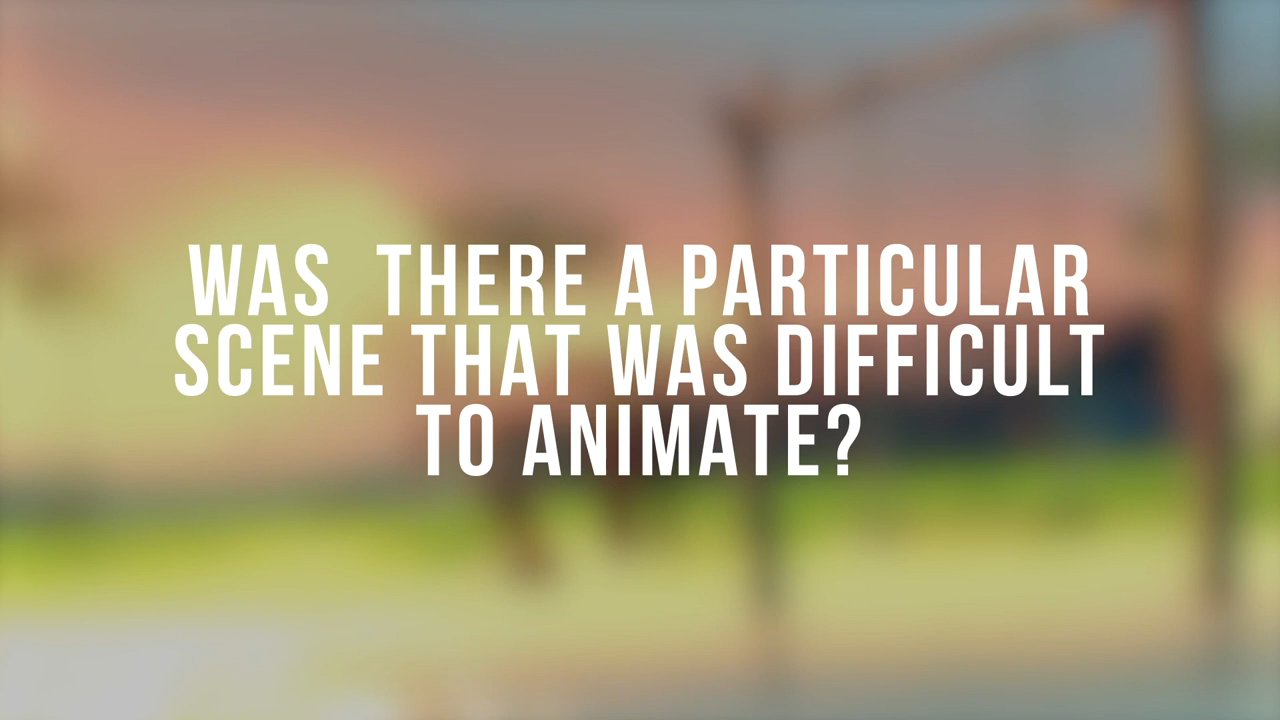 WAS  THERE A PARTICULAR
SCENE THAT WAS DIFFICULT
TO ANIMATE?